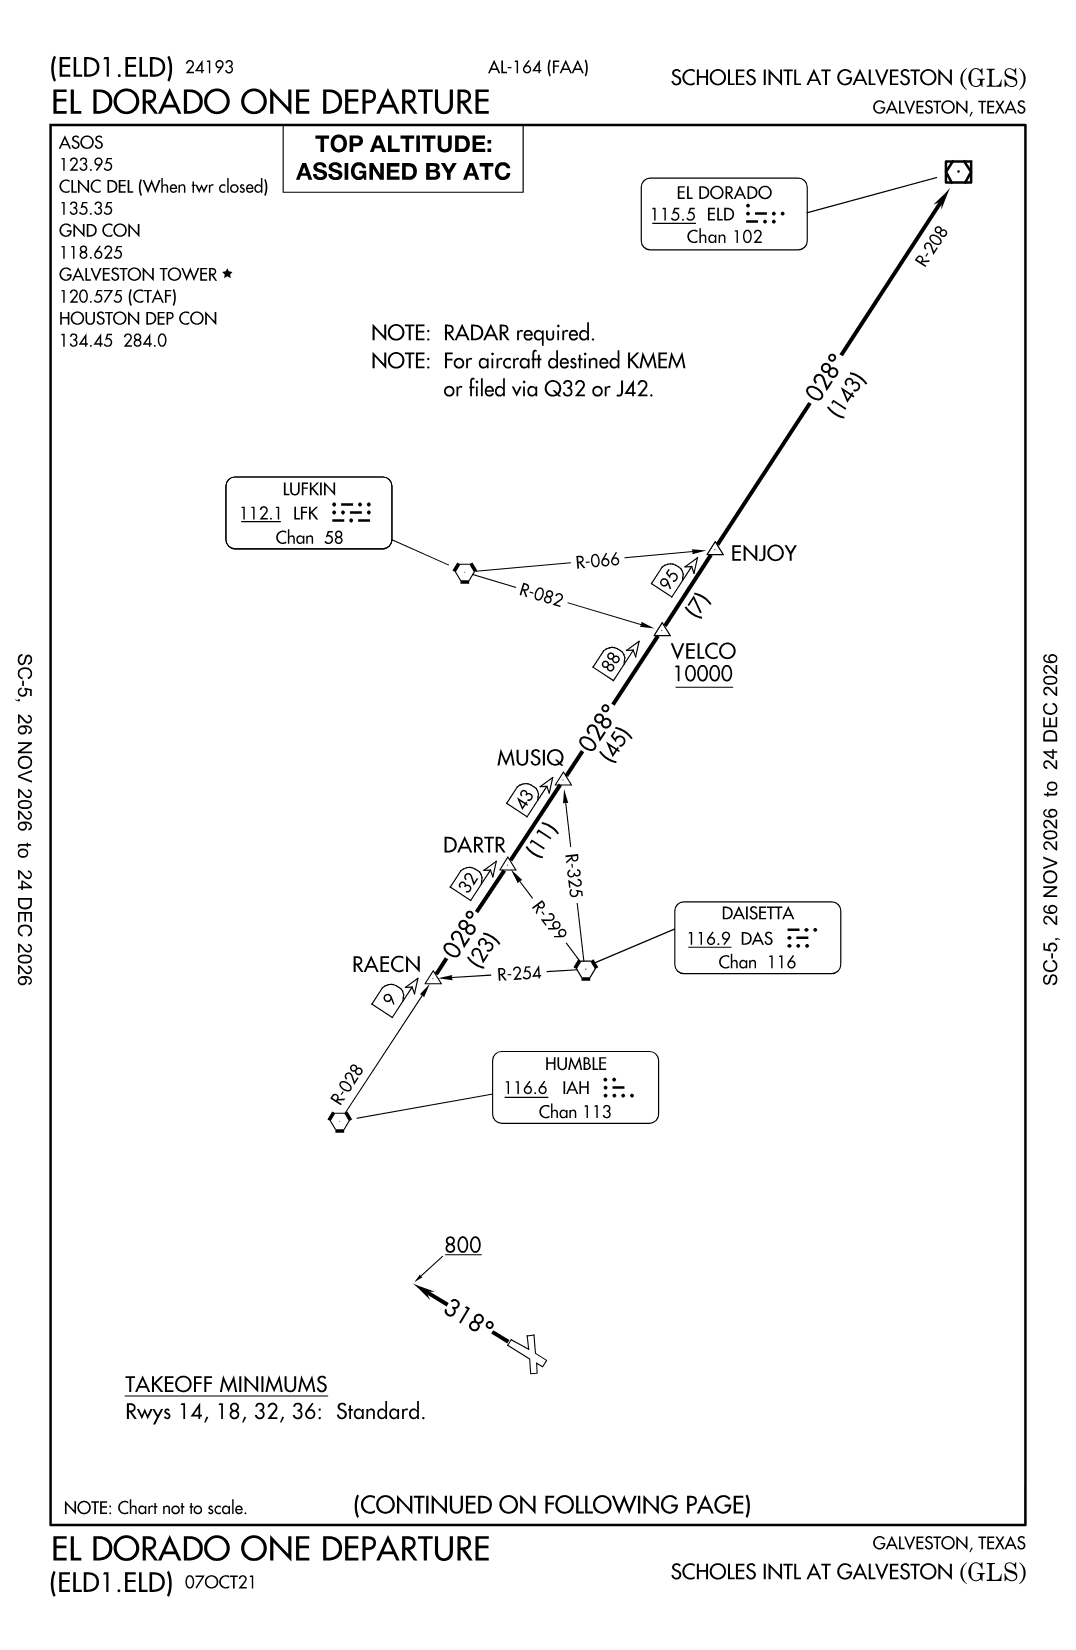 (ELD1.ELD) 24193
AL-164 (FAA)
SCHOLES INTL AT GALVESTON (GLS)
EL DORADO ONE DEPARTURE
GALVESTON, TEXAS
ASOS
123.95
CLNC DEL (When twr closed)
135.35
GND CON
118.625
GALVESTON TOWER ★
120.575 (CTAF)
HOUSTON DEP CON
134.45 284.0
TOP ALTITUDE:
ASSIGNED BY ATC
EL DORADO
115.5 ELD
Chan 102
R-208
NOTE: RADAR required.
NOTE: For aircraft destined KMEM
or filed via Q32 or J42.
028°
(143)
LUFKIN
112.1 LFK
Chan 58
R-066
ENJOY
R-082
95
(7)
VELCO
10000
88
028°
(45)
MUSIQ
43
(11)
DARTR
32
R-325
R-299
028°
(23)
DAISETTA
116.9 DAS
Chan 116
RAECN
R-254
9
R-028
HUMBLE
116.6 IAH
Chan 113
800
318°
TAKEOFF MINIMUMS
Rwys 14, 18, 32, 36: Standard.
NOTE: Chart not to scale.
(CONTINUED ON FOLLOWING PAGE)
SC-5, 26 NOV 2026 to 24 DEC 2026
SC-5, 26 NOV 2026 to 24 DEC 2026
EL DORADO ONE DEPARTURE
GALVESTON, TEXAS
(ELD1.ELD) 07OCT21
SCHOLES INTL AT GALVESTON (GLS)